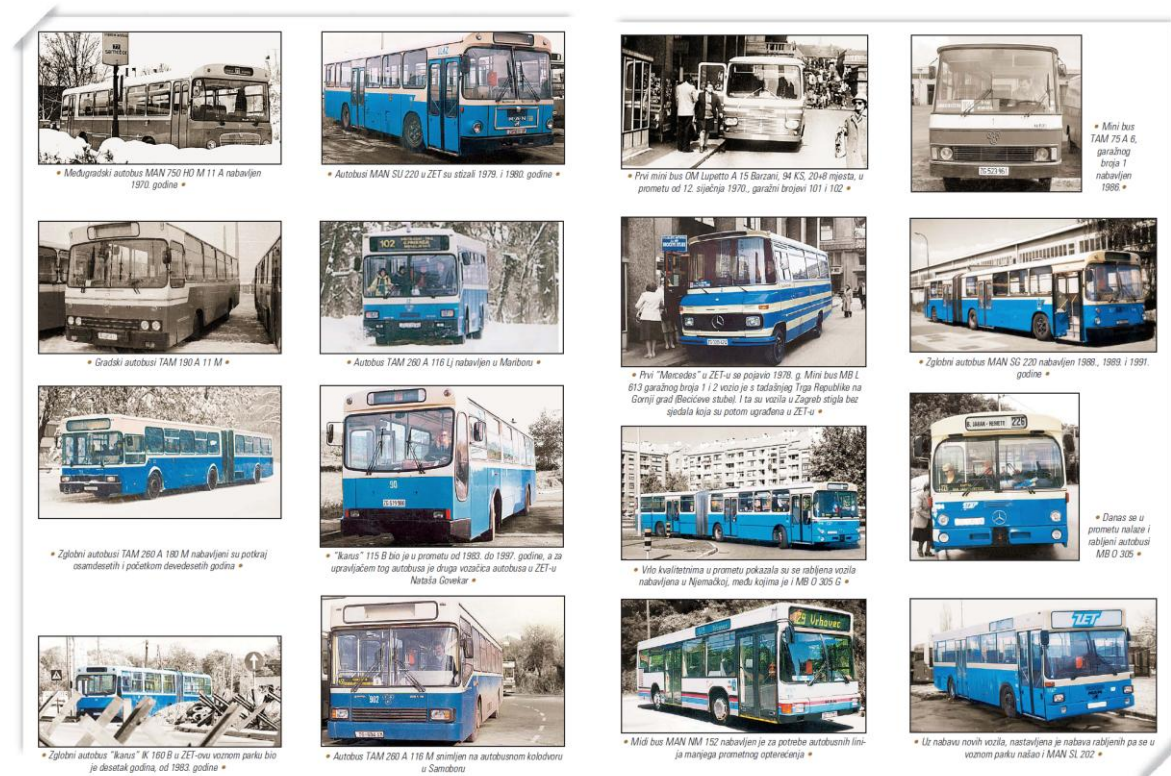 • Međugradski autobus MAN 750 HO M 11 A nabavljen
1970. godine •
• Autobusi MAN SU 220 u ZET su stizali 1979. i 1980. godine •
• Gradski autobusi TAM 190 A 11 M •
102
• Autobus TAM 260 A 116 Lj nabavljen u Mariboru •
• Zglobni autobusi TAM 260 A 180 M nabavljeni su potkraj
osamdesetih i početkom devedesetih godina •
90
• "Ikarus" 115 B bio je u prometu od 1983. do 1997. godine, a za
upravljačem tog autobusa je druga vozačica autobusa u ZET-u
Nataša Govekar •
• Zglobni autobus "Ikarus" IK 160 B u ZET-ovu voznom parku bio
je desetak godina, od 1983. godine •
• Autobus TAM 260 A 116 M snimljen na autobusnom kolodvoru
u Samoboru
• Prvi mini bus OM Lupetto A 15 Barzani, 94 KS, 20+8 mjesta, u
prometu od 12. siječnja 1970., garažni brojevi 101 i 102 •
ZG 523 961
• Mini bus
TAM 75 A 6,
garažnog
broja 1
nabavljen
1986. •
• Prvi "Mercedes" u ZET-u se pojavio 1978. g. Mini bus MB L
613 garažnog broja 1 i 2 vozio je s tadašnjeg Trga Republike na
Gornji grad (Becićeve stube). I ta su vozila u Zagreb stigla bez
sjedala koja su potom ugrađena u ZET-u •
• Zglobni autobus MAN SG 220 nabavljen 1988., 1989. i 1991.
godine •
• Vrlo kvalitetnima u prometu pokazala su se rabljena vozila
nabavljena u Njemačkoj, među kojima je i MB O 305 G •
226
• Danas se u
prometu nalaze i
rabljeni autobusi
MB O 305 •
129 Vrhovec
• Midi bus MAN NM 152 nabavljen je za potrebe autobusnih lini-
ja manjega prometnog opterećenja •
ZET
• Uz nabavu novih vozila, nastavljena je nabava rabljenih pa se u
voznom parku našao i MAN SL 202 •